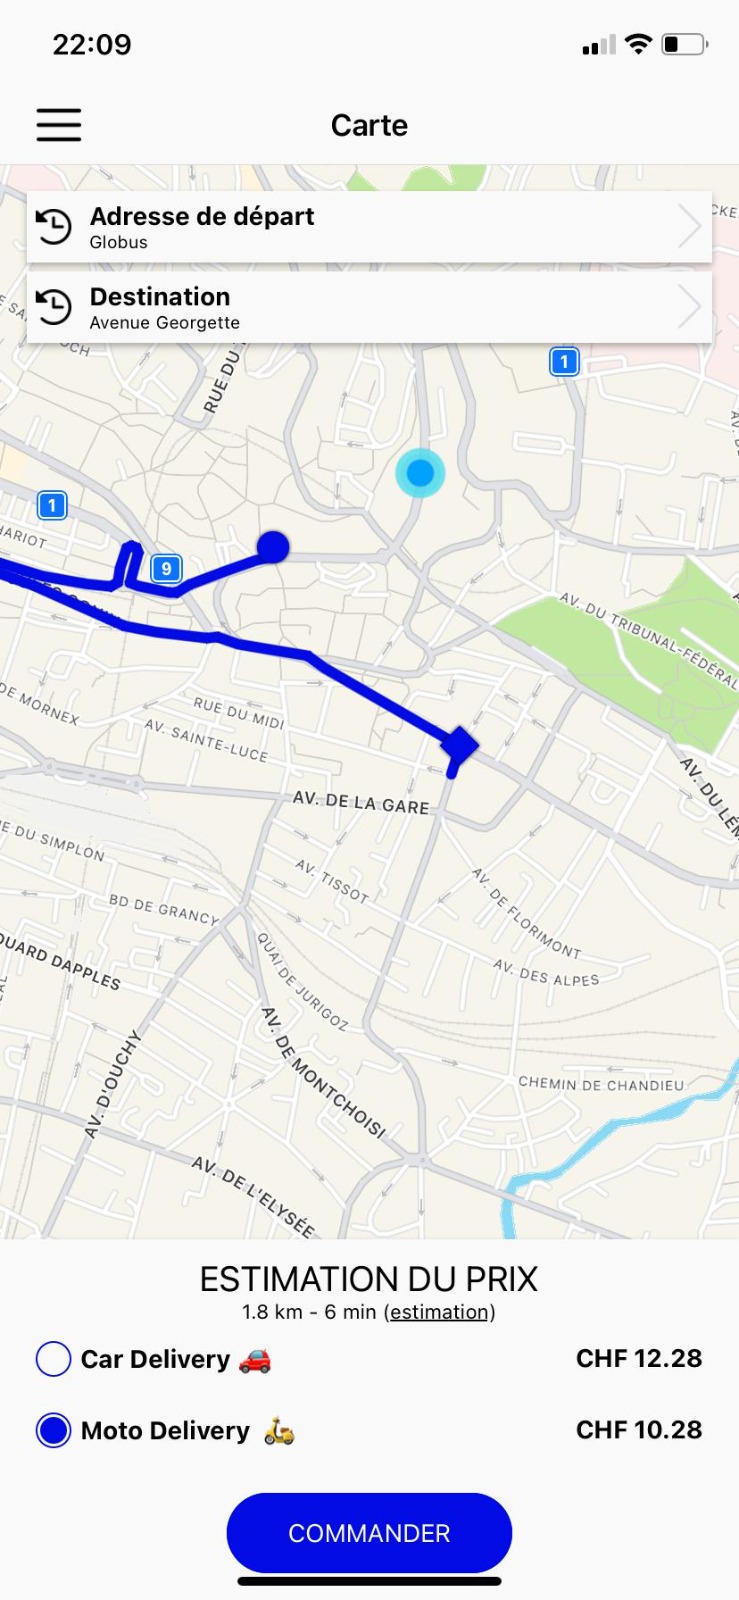 22:09
Carte
Adresse de départ
Globus
Destination
Avenue Georgette
RUE DU
1
1
9
AV. DU TRIBUNAL-FÉDÉRAL
DE MORNEX
RUE DU MIDI
AV. SAINTE-LUCE
AV. DE LA GARE
DU SIMPLON
AV. TISSOT
AV. DE FLORIMONT
BD DE GRANCY
QUAI DE JURIGOZ
AV. DES ALPES
DAPPLES
AV. D'OUCHY
AV. DE MONTCHOISI
CHEMIN DE CHANDIEU
AV. DE L'ELYSÉE
ESTIMATION DU PRIX
1.8 km - 6 min (estimation)
Car Delivery 🚗 CHF 12.28
Moto Delivery 🛵 CHF 10.28
COMMANDER